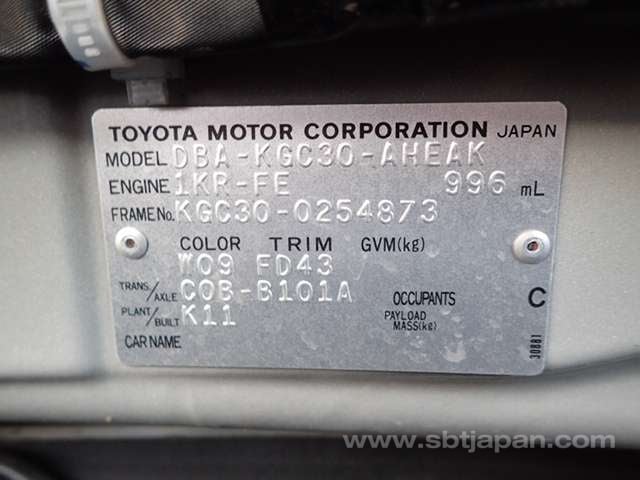 TOYOTA MOTOR CORPORATION JAPAN
MODEL DBA-KGC30-AHEAK
ENGINE 1KR-FE 996 mL
FRAME No. KGC30-0254873
COLOR TRIM GVM(kg)
W09 FD43
TRANS/AXLE C0B-B101A OCCUPANTS C
PLANT/BUILT K11 PAYLOAD MASS(kg)
CAR NAME
30881
www.sbtjapan.com